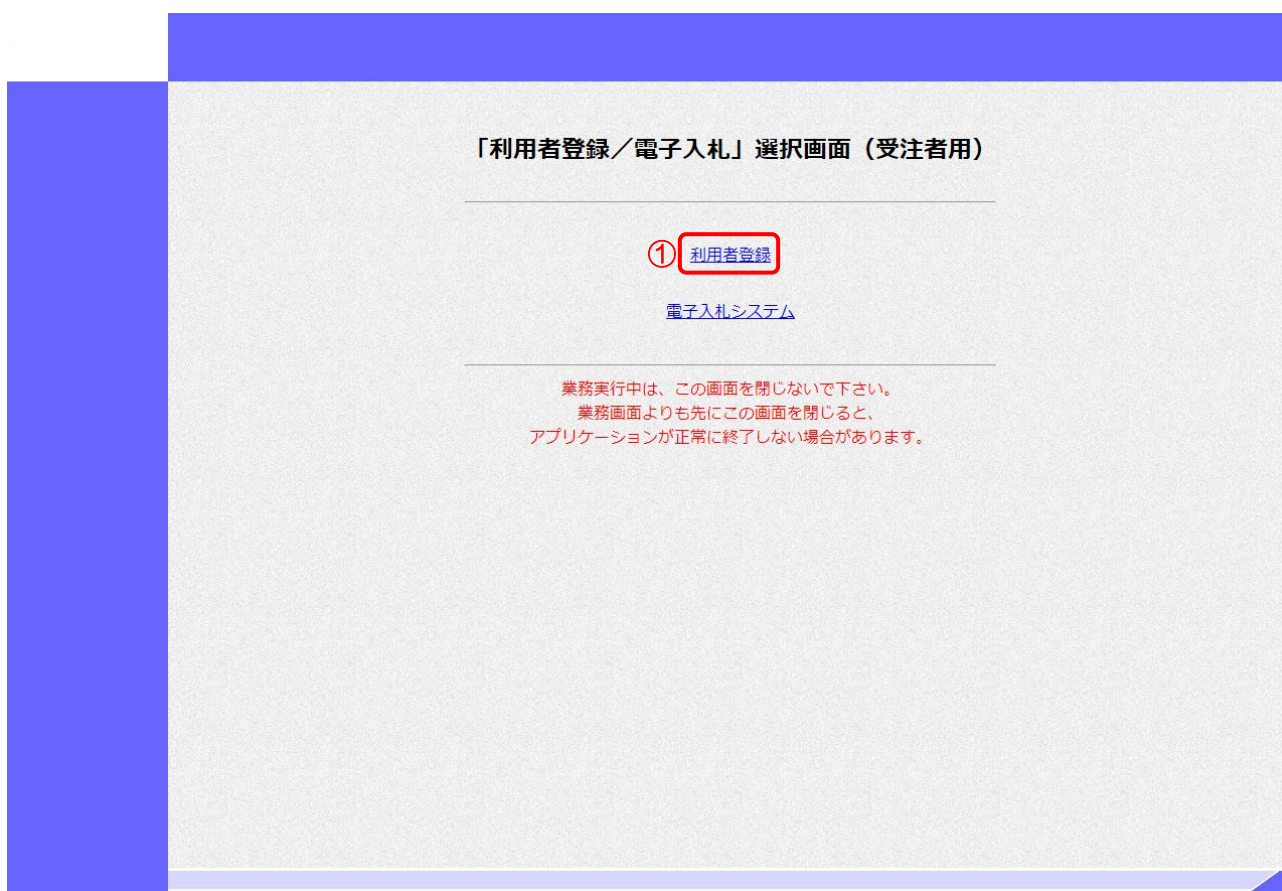 「利用者登録／電子入札」選択画面（受注者用）
① 利用者登録
電子入札システム
業務実行中は、この画面を閉じないで下さい。
業務画面よりも先にこの画面を閉じると、
アプリケーションが正常に終了しない場合があります。